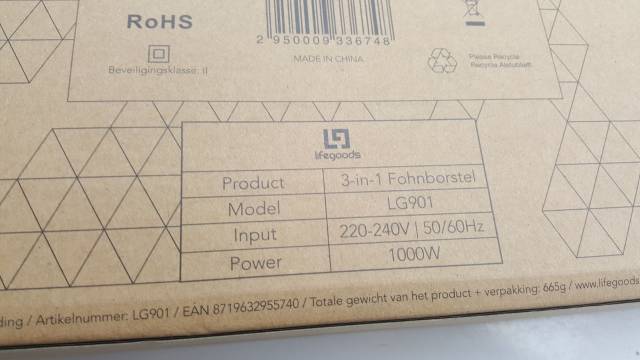 RoHS
Beveiligingsklasse: II
2 950009 336748
MADE IN CHINA
Please Recycle
Recycle Alstublieft
lifegoods
Product 3-in-1 Fohnborstel
Model LG901
Input 220-240V | 50/60Hz
Power 1000W
ding / Artikelnummer: LG901 / EAN 8719632955740 / Totale gewicht van het product + verpakking: 665g / www.lifegoods